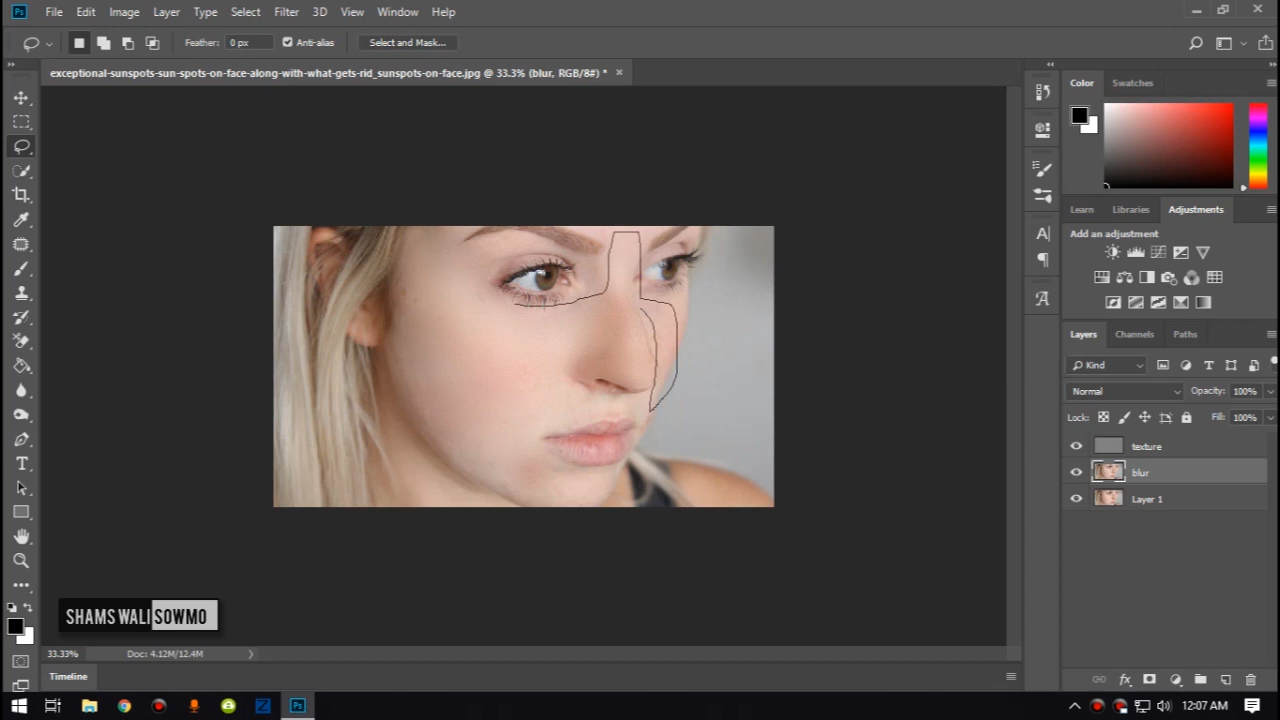 Ps File Edit Image Layer Type Select Filter 3D View Window Help
Feather: 0 px Anti-alias Select and Mask...
exceptional-sunspots-sun-spots-on-face-along-with-what-gets-rid_sunspots-on-face.jpg @ 33.3% (blur, RGB/8#) *
Color Swatches
Learn Libraries Adjustments
Add an adjustment
Layers Channels Paths
Kind
Normal Opacity: 100%
Lock: Fill: 100%
texture
blur
Layer 1
SHAMS WALI SOWMO
33.33% Doc: 4.12M/12.4M
Timeline
Ps 12:07 AM